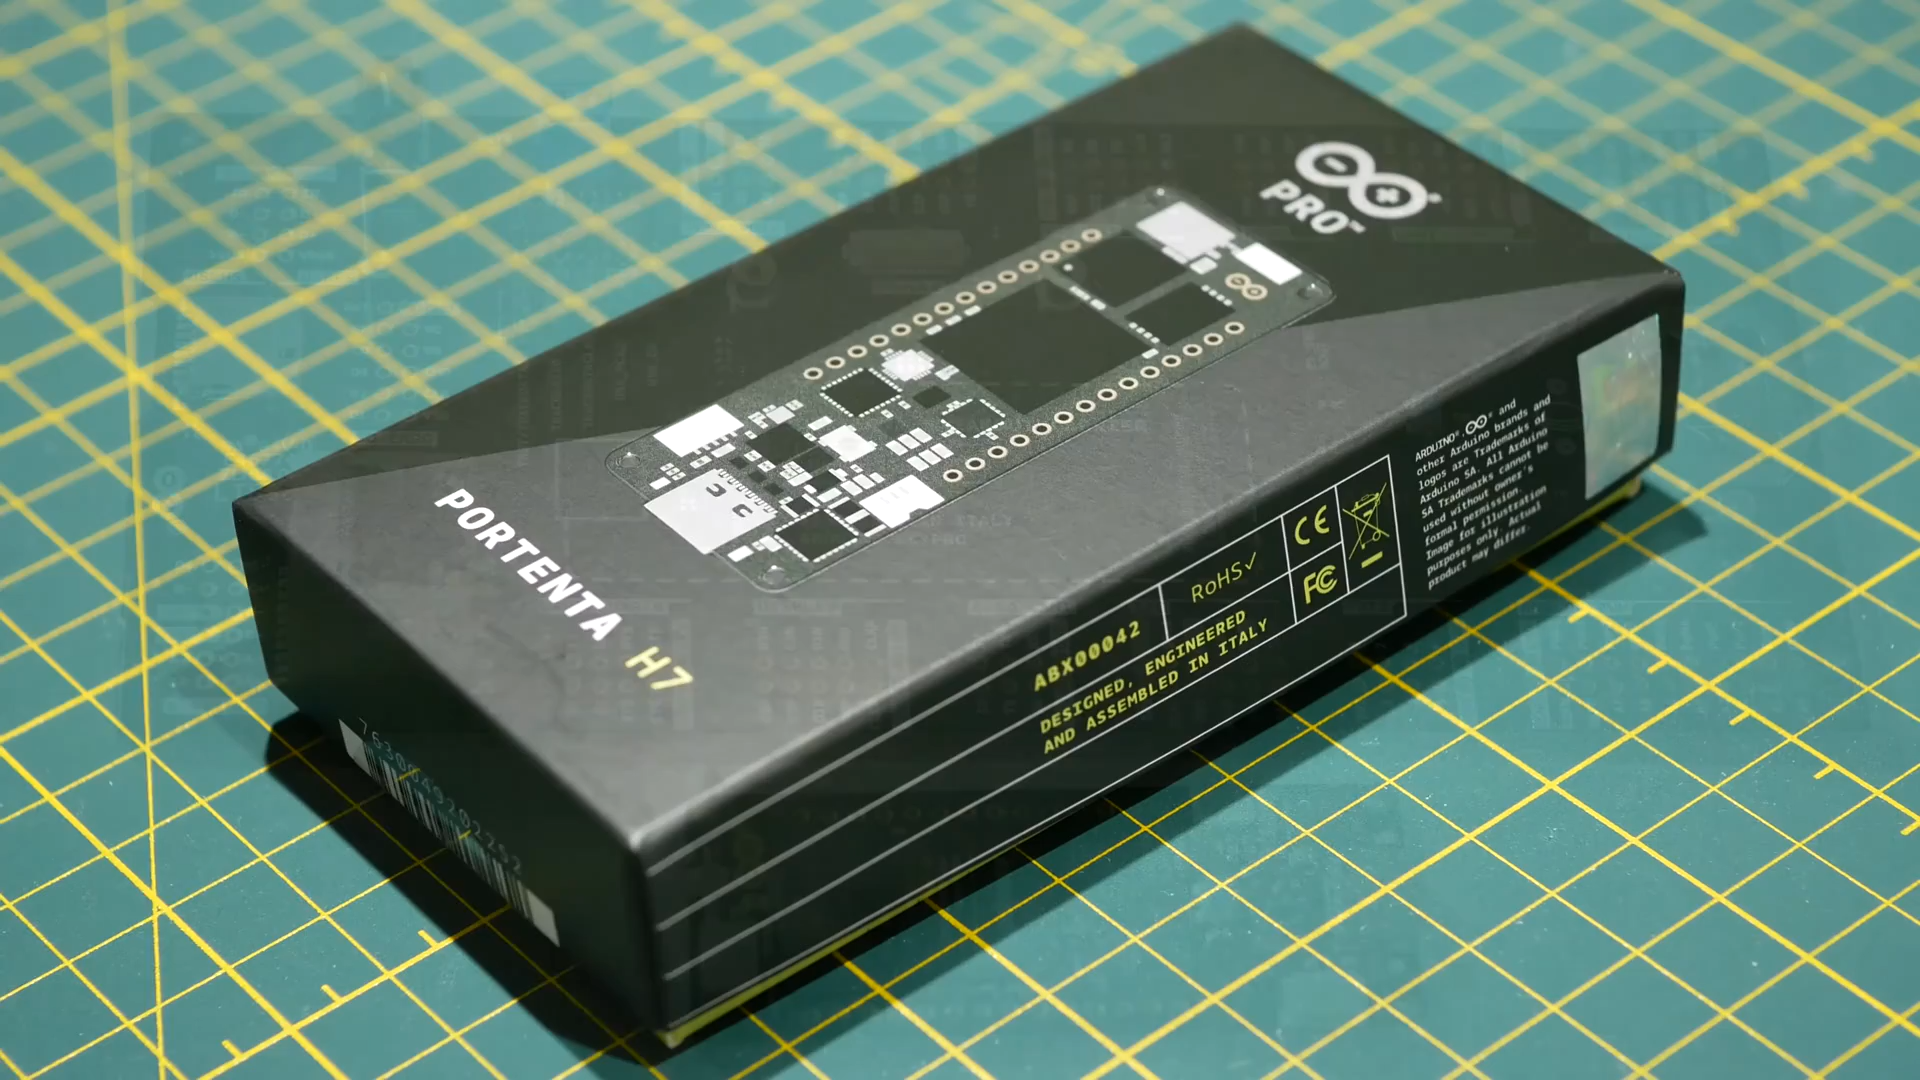 PRO™
PORTENTA H7
ABX00042
RoHS✓
DESIGNED, ENGINEERED
AND ASSEMBLED IN ITALY
CE
FC
ARDUINO®, ∞® and
other Arduino brands and
logos are Trademarks of
Arduino SA. All Arduino
SA Trademarks cannot be
used without owner's
formal permission.
Image for illustration
purposes only. Actual
product may differ.
7630049202252